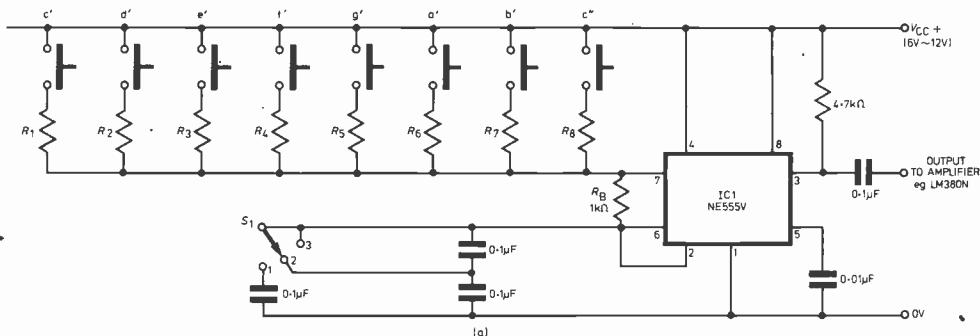 c' d' e' f' g' a' b' c"
VCC +
(6V~12V)
R1 R2 R3 R4 R5 R6 R7 R8
4·7kΩ
4 8
7 3
IC1
NE555V
RB
1kΩ
OUTPUT
TO AMPLIFIER
eg LM380N
0·1μF
S1
3
2
1
6 5
2 1
0·1μF
0·1μF
0·1μF
0·01μF
0V
(a)